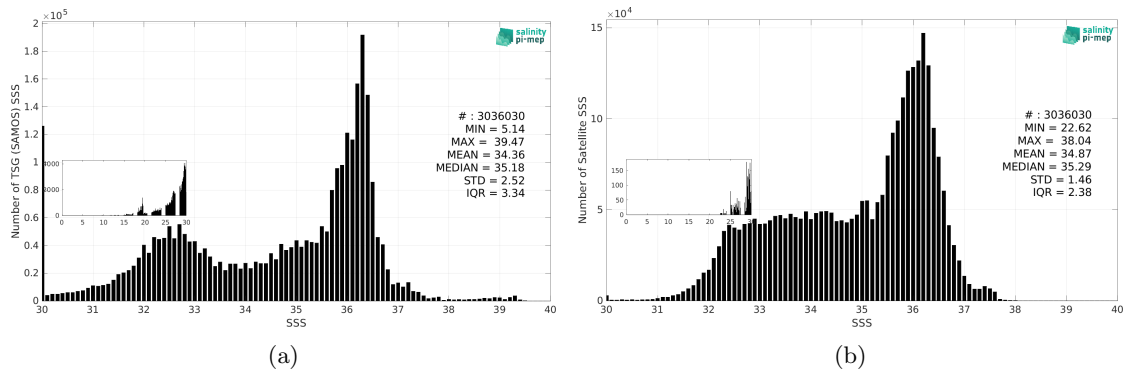 ×10⁵
2
1.8
1.6
1.4
1.2
1
0.8
0.6
0.4
0.2
0
Number of TSG (SAMOS) SSS
salinity
pi-mep
# : 3036030
MIN = 5.14
MAX = 39.47
MEAN = 34.36
MEDIAN = 35.18
STD = 2.52
IQR = 3.34
4000
2000
0
0 5 10 15 20 25 30
30 31 32 33 34 35 36 37 38 39 40
SSS
(a)
×10⁴
15
10
5
0
Number of Satellite SSS
salinity
pi-mep
# : 3036030
MIN = 22.62
MAX = 38.04
MEAN = 34.87
MEDIAN = 35.29
STD = 1.46
IQR = 2.38
150
100
50
0
0 5 10 15 20 25 30
30 31 32 33 34 35 36 37 38 39 40
SSS
(b)